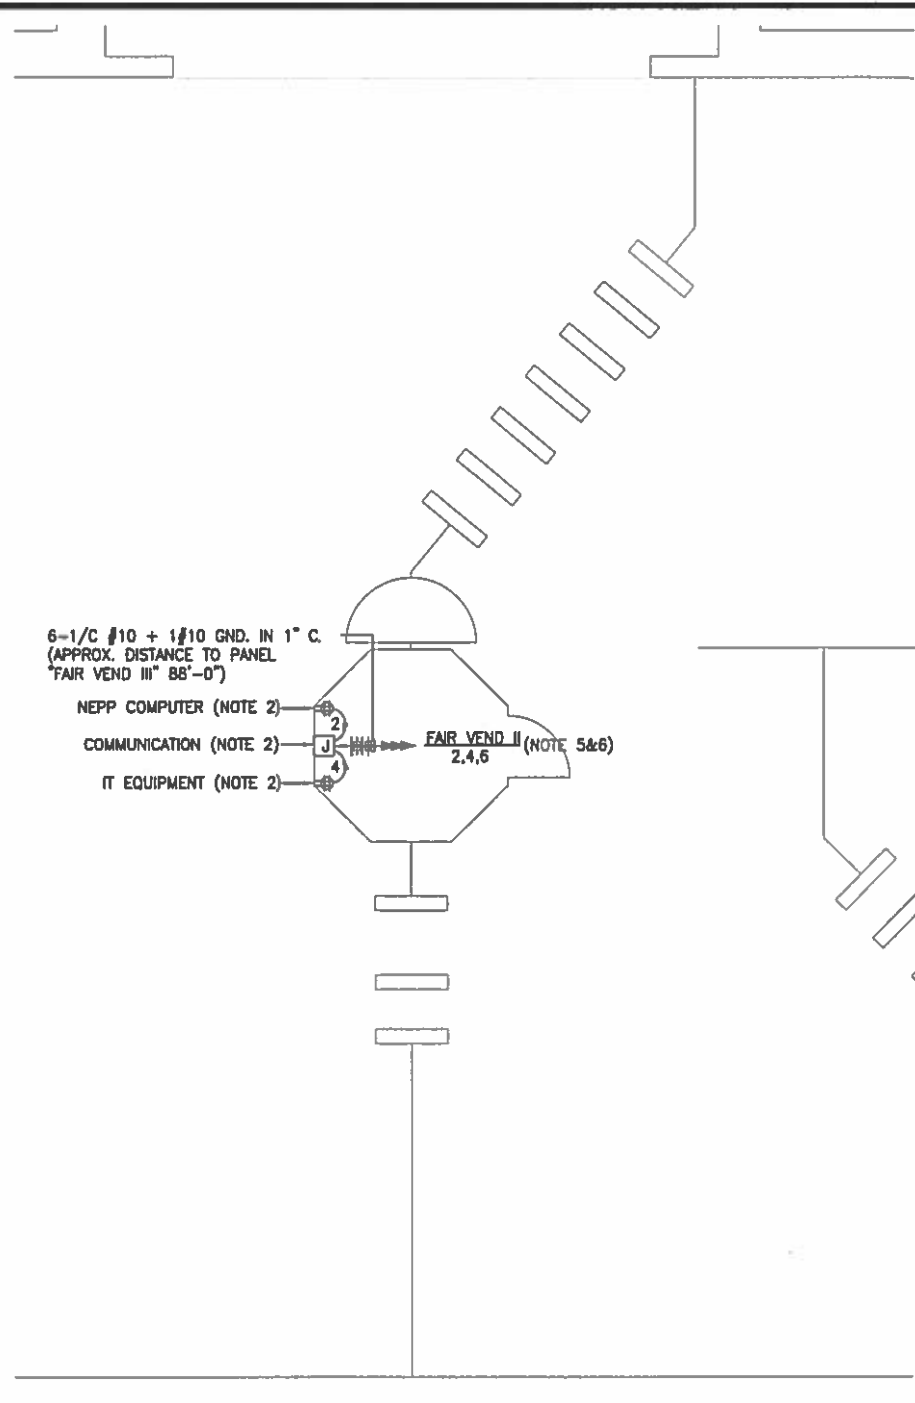 6-1/C #10 + 1#10 GND. IN 1" C.
(APPROX. DISTANCE TO PANEL
"FAIR VEND III" 88'-0")
NEPP COMPUTER (NOTE 2)
2
COMMUNICATION (NOTE 2)
J
FAIR VEND II (NOTE 5&6)
2,4,6
4
IT EQUIPMENT (NOTE 2)